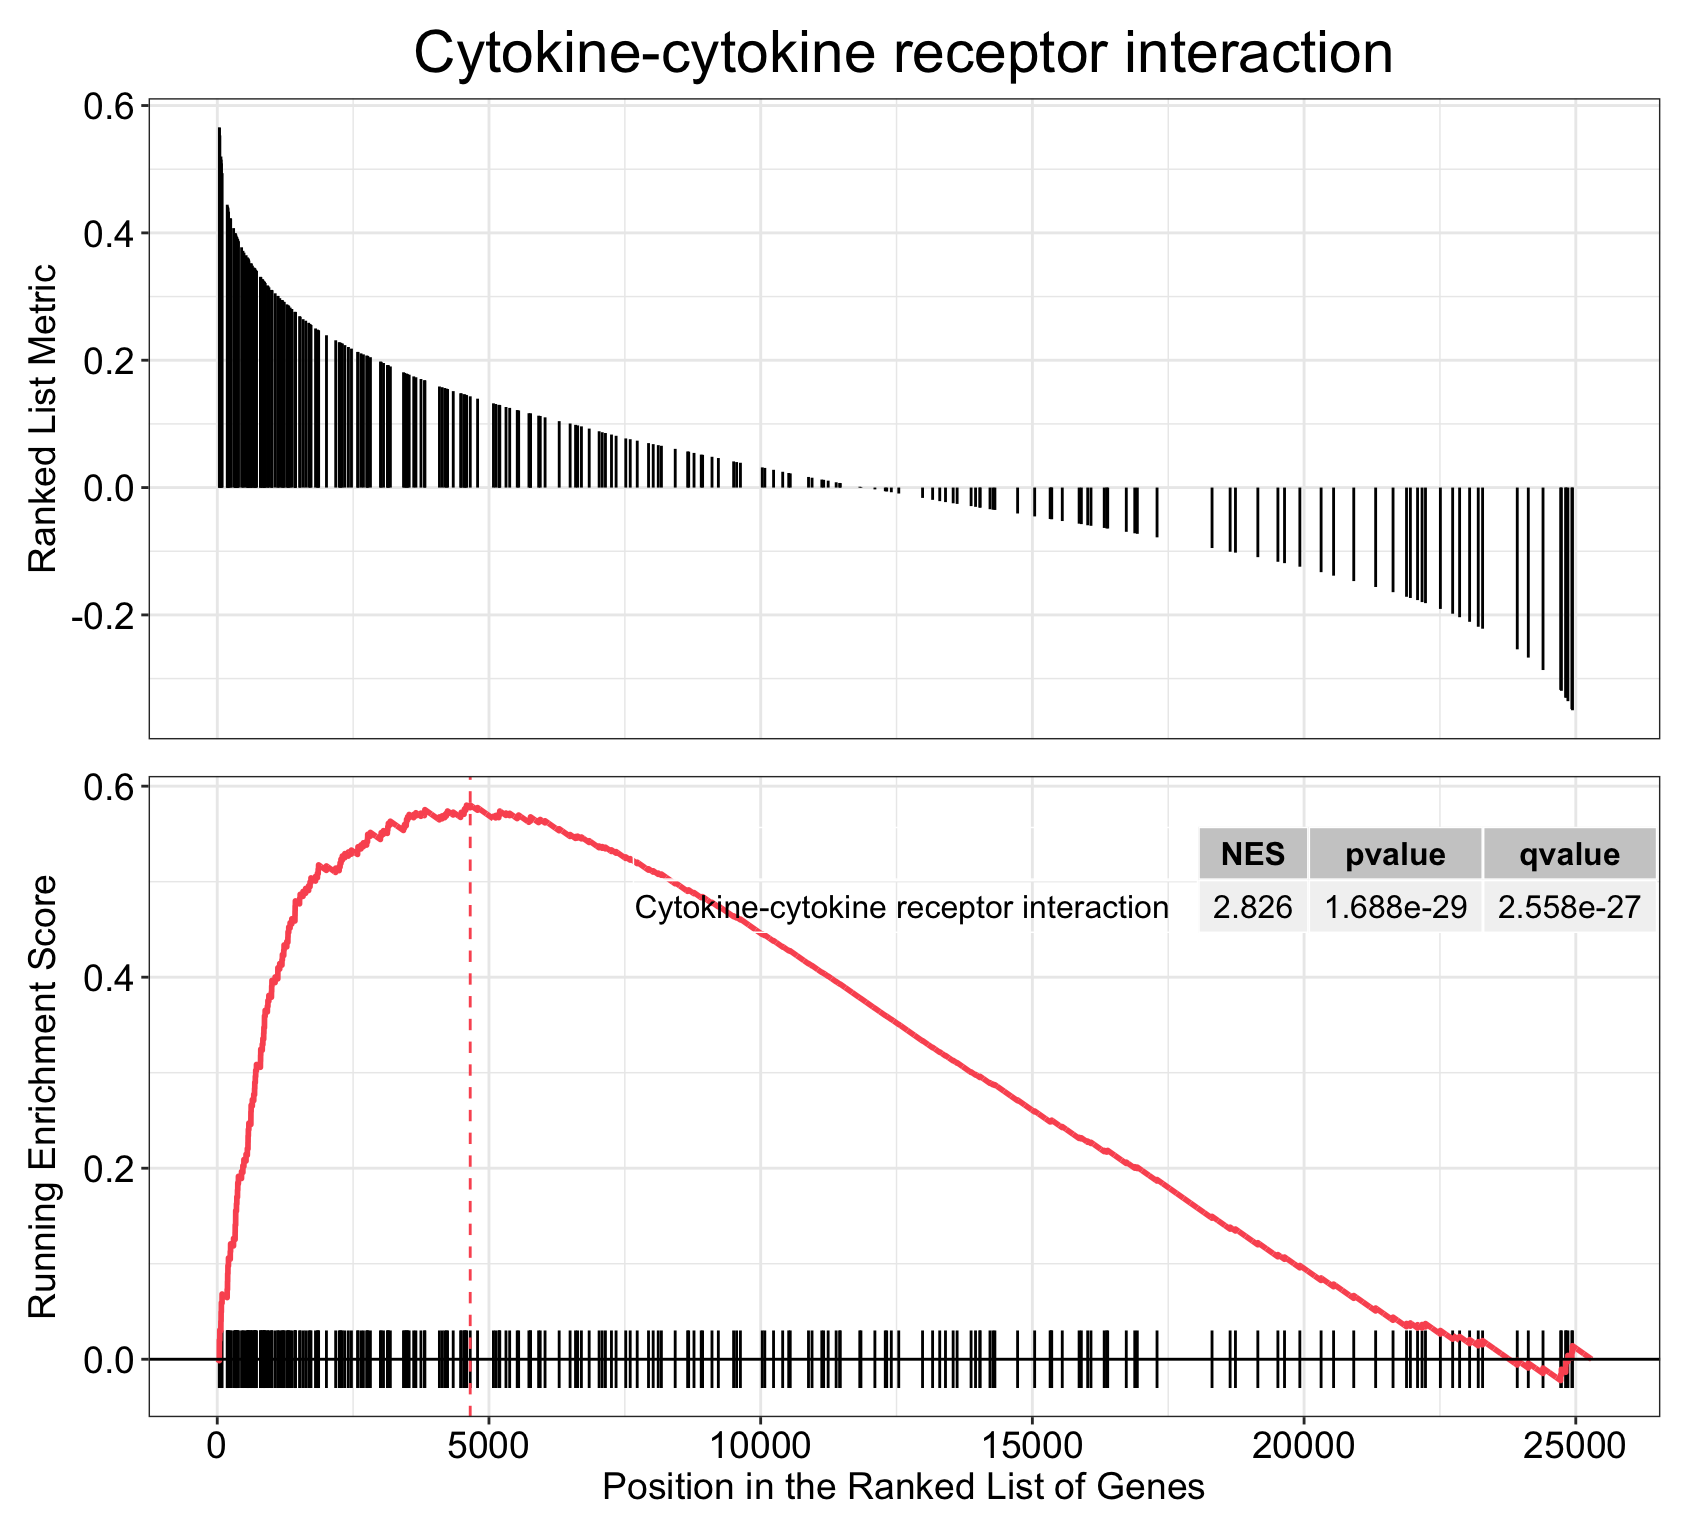 Cytokine-cytokine receptor interaction
Ranked List Metric
0.6
0.4
0.2
0.0
-0.2
Running Enrichment Score
0.6
0.4
0.2
0.0
NES pvalue qvalue
Cytokine-cytokine receptor interaction 2.826 1.688e-29 2.558e-27
0 5000 10000 15000 20000 25000
Position in the Ranked List of Genes